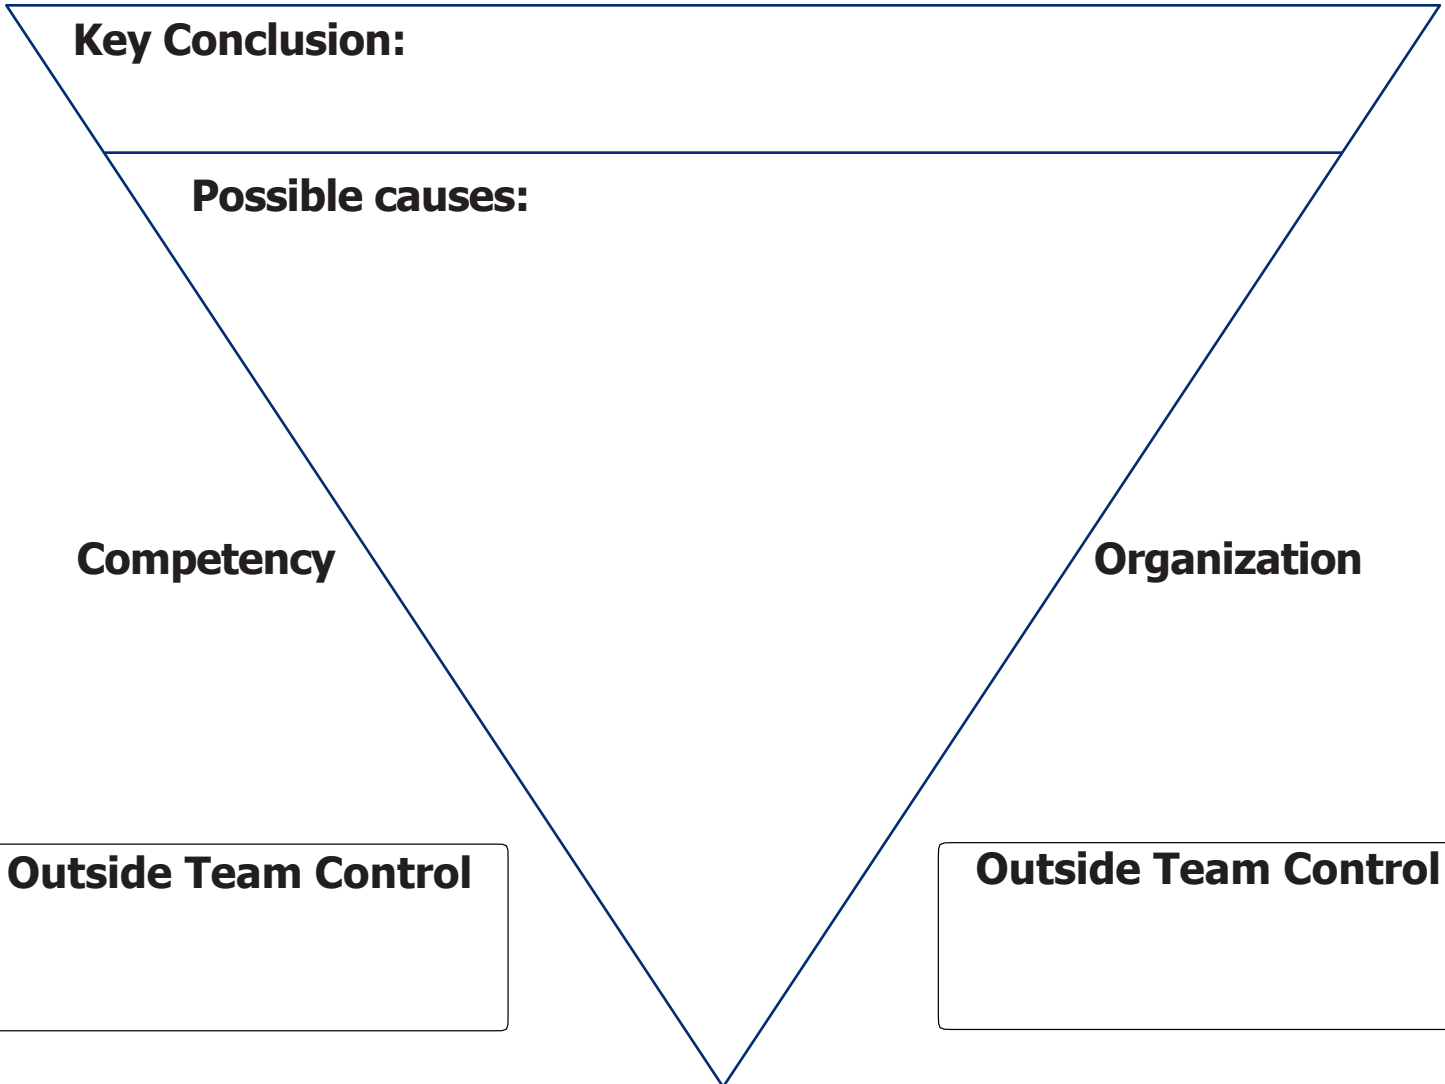 Key Conclusion:
Possible causes:
Competency
Organization
Outside Team Control
Outside Team Control